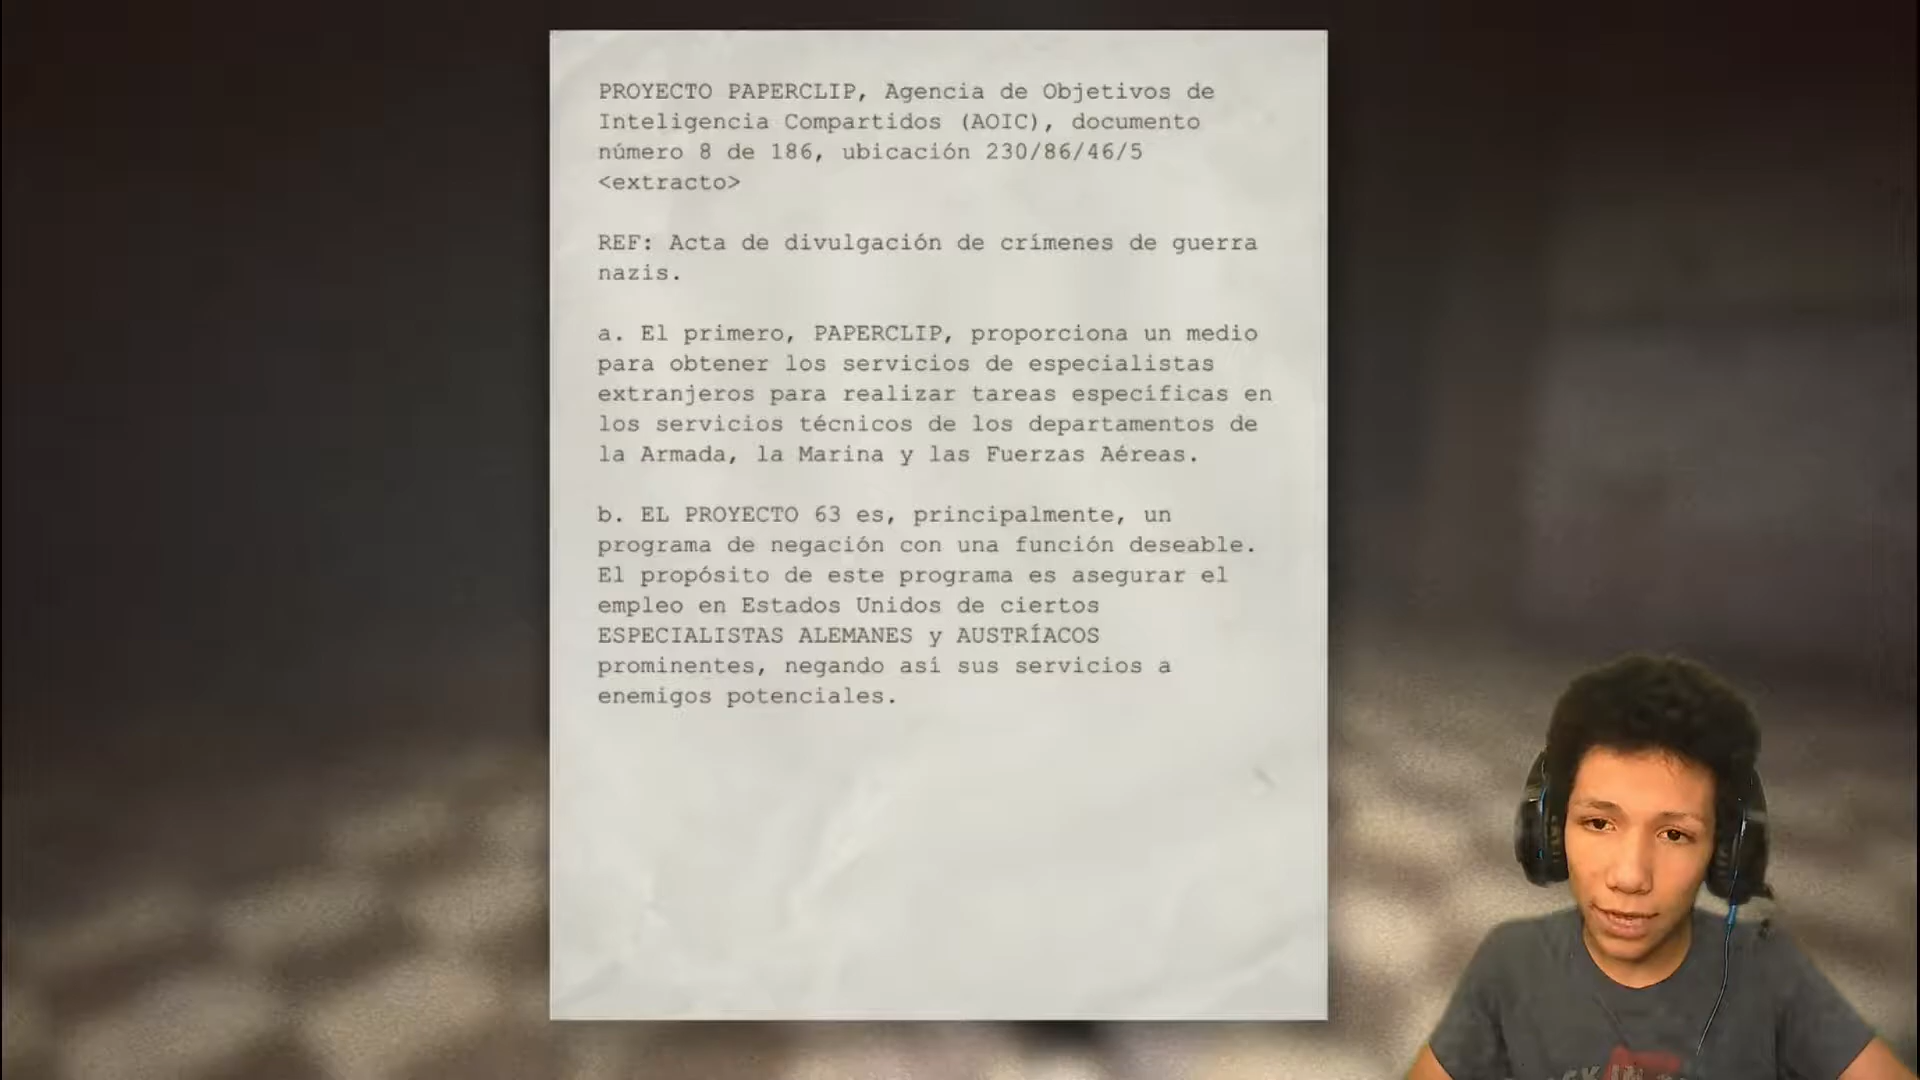 PROYECTO PAPERCLIP, Agencia de Objetivos de
Inteligencia Compartidos (AOIC), documento
número 8 de 186, ubicación 230/86/46/5
<extracto>
REF: Acta de divulgación de crímenes de guerra
nazis.
a. El primero, PAPERCLIP, proporciona un medio
para obtener los servicios de especialistas
extranjeros para realizar tareas específicas en
los servicios técnicos de los departamentos de
la Armada, la Marina y las Fuerzas Aéreas.
b. EL PROYECTO 63 es, principalmente, un
programa de negación con una función deseable.
El propósito de este programa es asegurar el
empleo en Estados Unidos de ciertos
ESPECIALISTAS ALEMANES y AUSTRÍACOS
prominentes, negando así sus servicios a
enemigos potenciales.